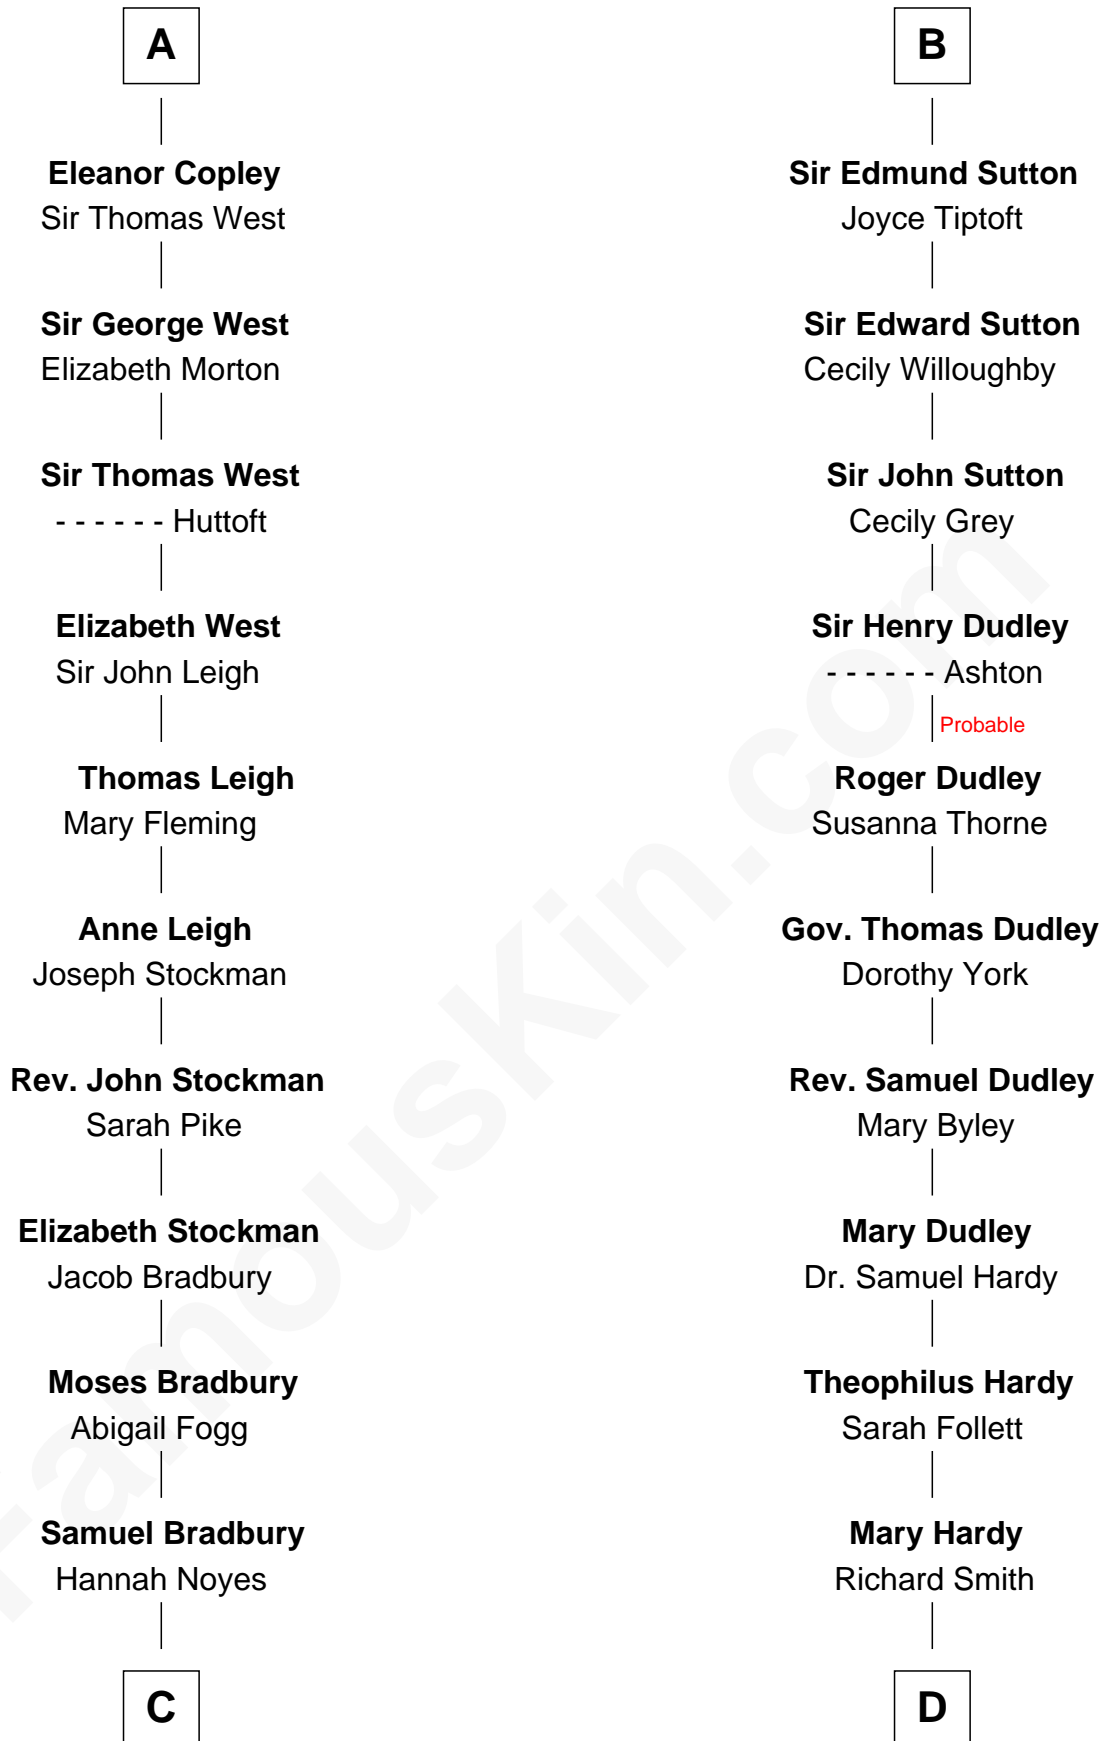 A
Eleanor Copley
Sir Thomas West
Sir George West
Elizabeth Morton
Sir Thomas West
- - - - - - Huttoft
Elizabeth West
Sir John Leigh
Thomas Leigh
Mary Fleming
Anne Leigh
Joseph Stockman
Rev. John Stockman
Sarah Pike
Elizabeth Stockman
Jacob Bradbury
Moses Bradbury
Abigail Fogg
Samuel Bradbury
Hannah Noyes
C
B
Sir Edmund Sutton
Joyce Tiptoft
Sir Edward Sutton
Cecily Willoughby
Sir John Sutton
Cecily Grey
Sir Henry Dudley
- - - - - - Ashton
Probable
Roger Dudley
Susanna Thorne
Gov. Thomas Dudley
Dorothy York
Rev. Samuel Dudley
Mary Byley
Mary Dudley
Dr. Samuel Hardy
Theophilus Hardy
Sarah Follett
Mary Hardy
Richard Smith
D
FamousKin.com